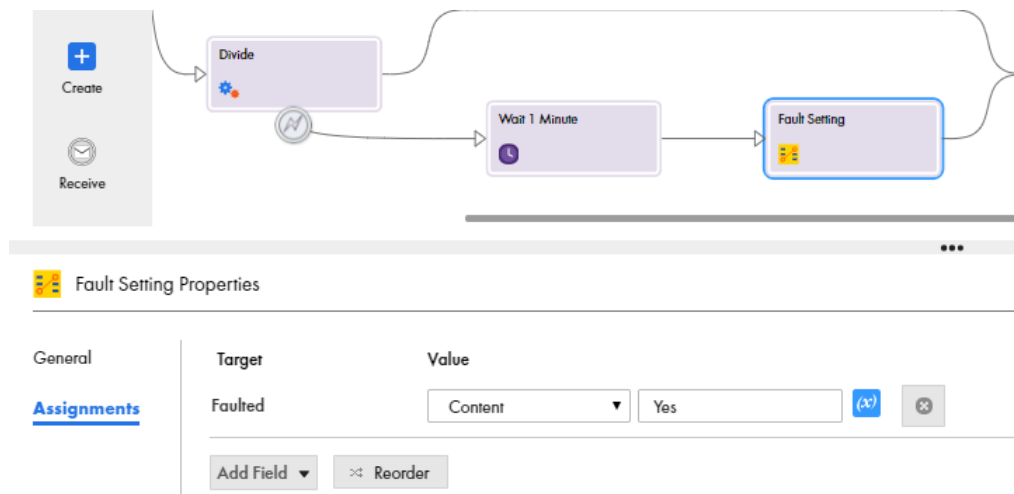 Divide
Create
Wait 1 Minute
Fault Setting
Receive
Fault Setting Properties
General
Target Value
Assignments
Faulted Content Yes (x)
Add Field Reorder